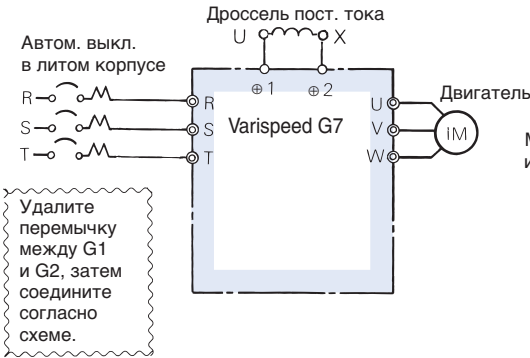 Дроссель пост. тока
U X
Автом. выкл.
в литом корпусе
⊕1 ⊕2
R R U Двигатель
S S Varispeed G7 V IM
T T W
Удалите
перемычку
между G1
и G2, затем
соедините
согласно
схеме.